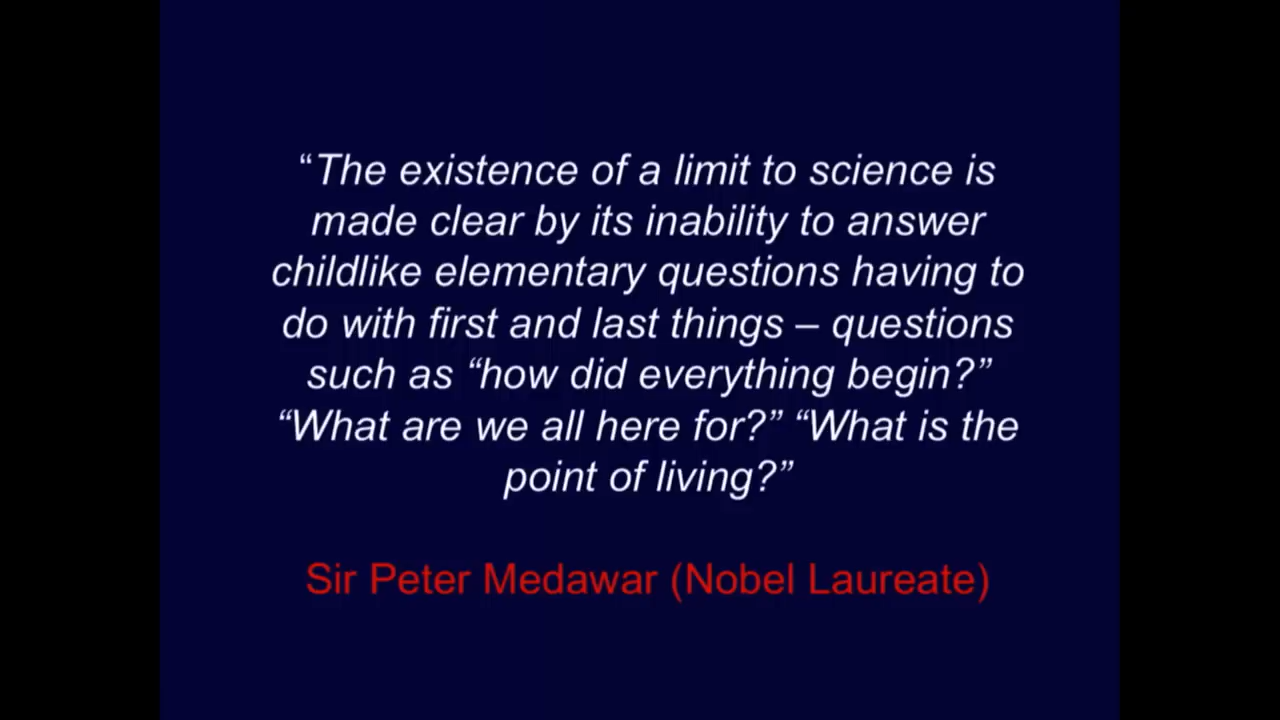 “The existence of a limit to science is
made clear by its inability to answer
childlike elementary questions having to
do with first and last things – questions
such as “how did everything begin?”
“What are we all here for?” “What is the
point of living?”
Sir Peter Medawar (Nobel Laureate)